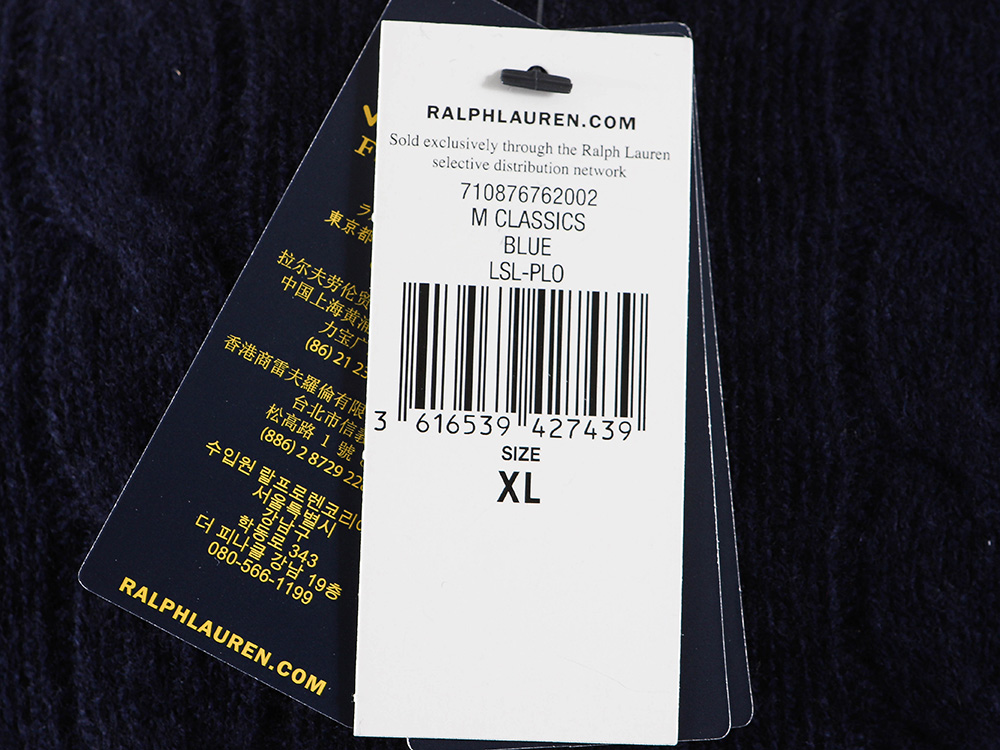 RALPHLAUREN.COM
Sold exclusively through the Ralph Lauren
selective distribution network
710876762002
M CLASSICS
BLUE
LSL-PLO
3 616539 427439
SIZE
XL
東京都
拉尔夫劳伦贸
中国上海黄浦
力宝广
(86) 21 23
香港商雷夫羅倫有限
台北市信義
松高路 1 號
(886) 2 8729 22
수입원 랄프로렌코리아
서울특별시
강남구
학동로 343
더 피나클 강남 19층
080-566-1199
RALPHLAUREN.COM